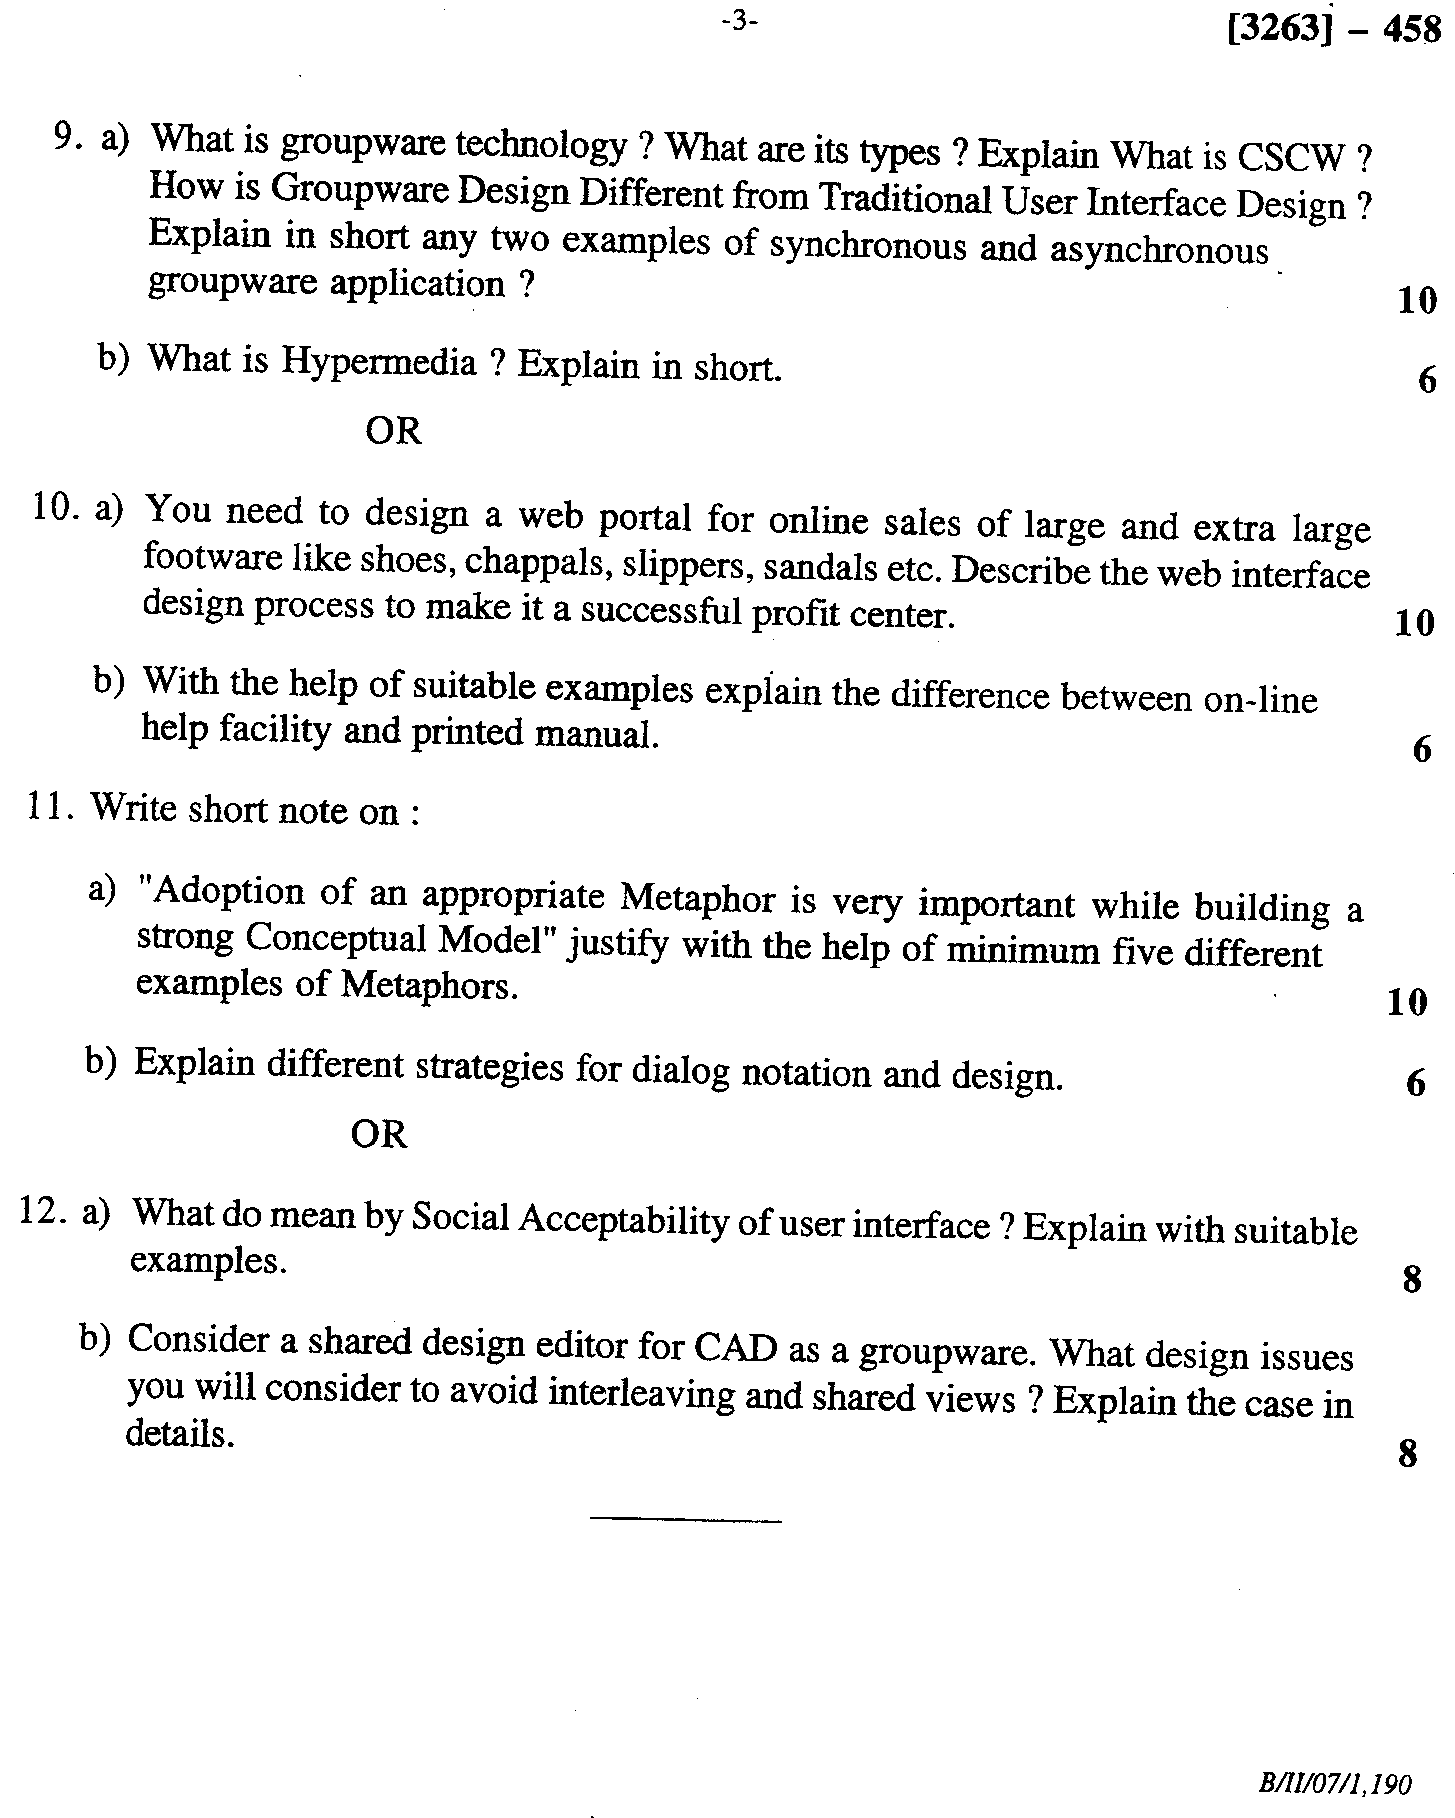 -3-
[3263] – 458
9. a) What is groupware technology ? What are its types ? Explain What is CSCW ?
How is Groupware Design Different from Traditional User Interface Design ?
Explain in short any two examples of synchronous and asynchronous
groupware application ?
10
b) What is Hypermedia ? Explain in short.
6
OR
10. a) You need to design a web portal for online sales of large and extra large
footware like shoes, chappals, slippers, sandals etc. Describe the web interface
design process to make it a successful profit center.
10
b) With the help of suitable examples explain the difference between on-line
help facility and printed manual.
6
11. Write short note on :
a) "Adoption of an appropriate Metaphor is very important while building a
strong Conceptual Model" justify with the help of minimum five different
examples of Metaphors.
10
b) Explain different strategies for dialog notation and design.
6
OR
12. a) What do mean by Social Acceptability of user interface ? Explain with suitable
examples.
8
b) Consider a shared design editor for CAD as a groupware. What design issues
you will consider to avoid interleaving and shared views ? Explain the case in
details.
8
B/II/07/1,190